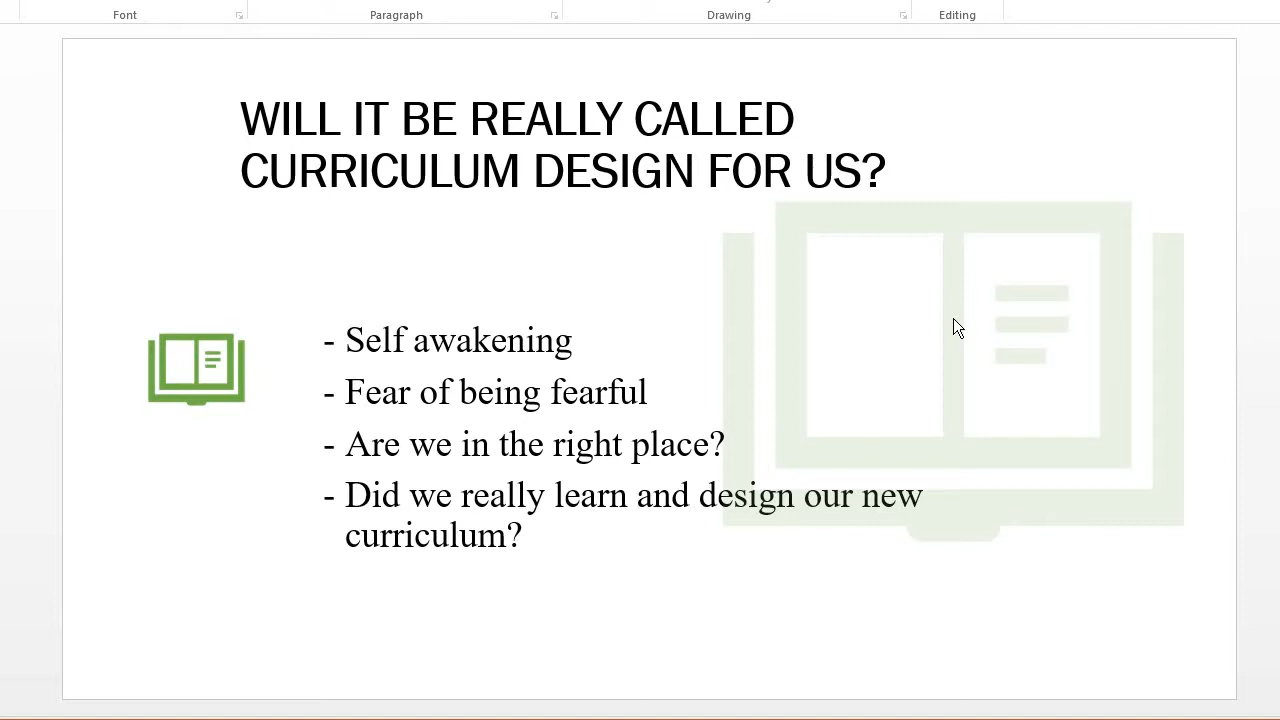 Font Paragraph Drawing Editing
WILL IT BE REALLY CALLED
CURRICULUM DESIGN FOR US?
- Self awakening
- Fear of being fearful
- Are we in the right place?
- Did we really learn and design our new
curriculum?